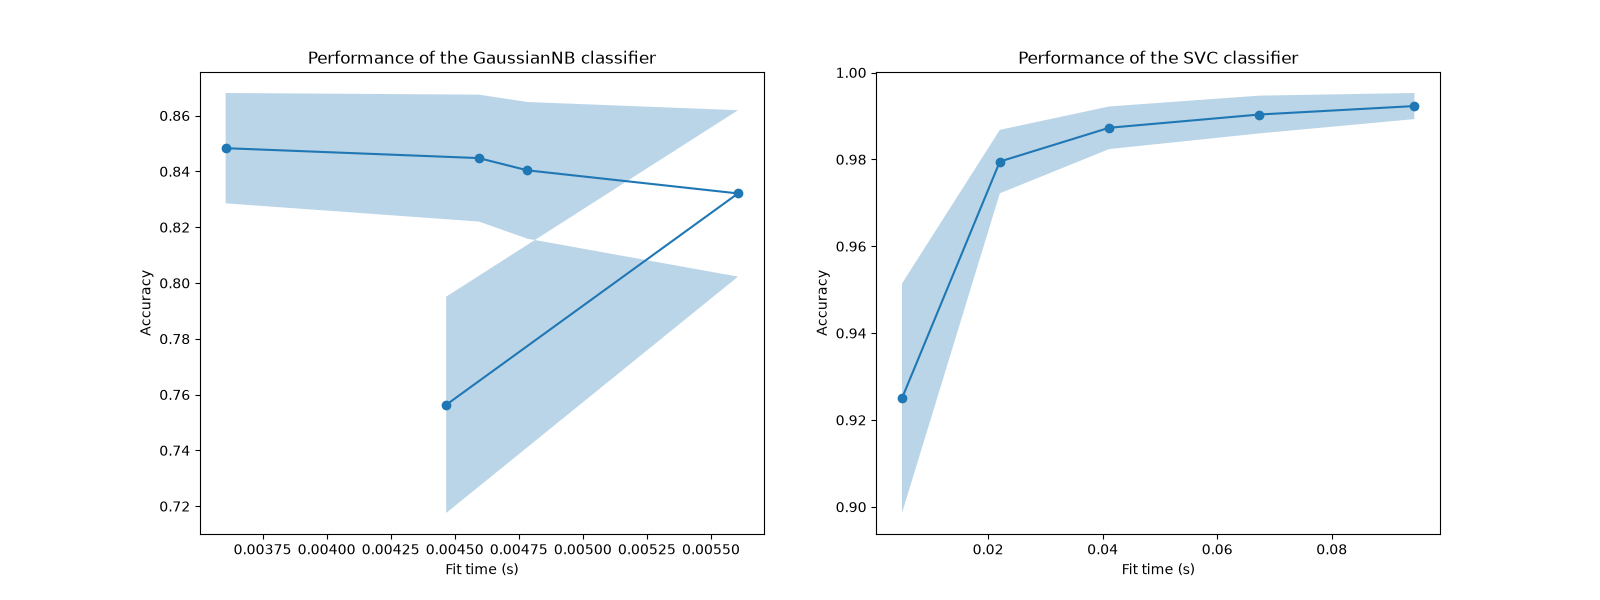 Performance of the GaussianNB classifier
0.86
0.84
0.82
0.80
0.78
0.76
0.74
0.72
Accuracy
0.00375 0.00400 0.00425 0.00450 0.00475 0.00500 0.00525 0.00550
Fit time (s)
Performance of the SVC classifier
1.00
0.98
0.96
0.94
0.92
0.90
Accuracy
0.02 0.04 0.06 0.08
Fit time (s)